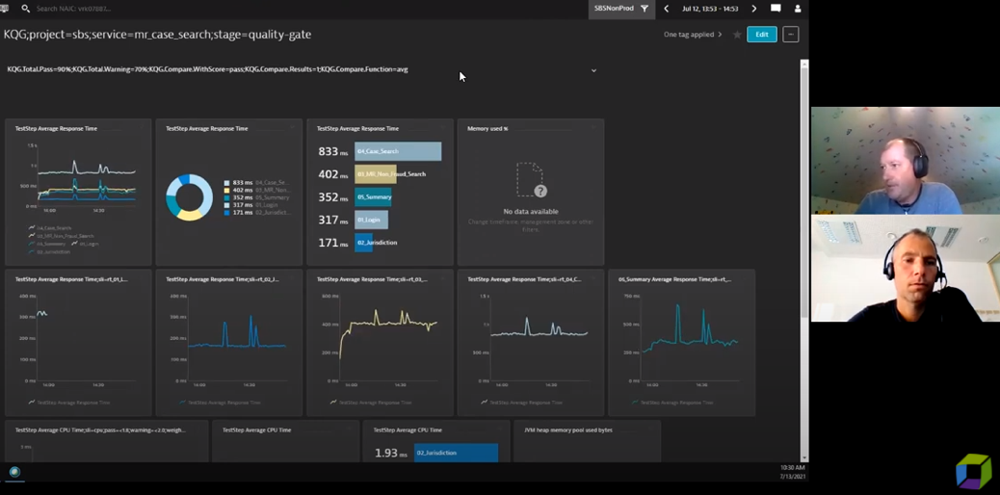 Search NAIC: vrk07881...
SBSNonProd
Jul 12, 13:53 - 14:53
KQG;project=sbs;service=mr_case_search;stage=quality-gate
One tag applied
Edit
KQG.Total.Pass=90%;KQG.Total.Warning=70%;KQG.Compare.WithScore=pass;KQG.Compare.Results=1;KQG.Compare.Function=avg
TestStep Average Response Time
1.5 s
1 s
500 ms
0 ms
14:00
14:30
04_Case_Search
02_MR_Non_Fraud_Search
05_Summary
01_Login
02_Jurisdiction
TestStep Average Response Time
833 ms 04_Case_Se...
402 ms 02_MR_Non...
352 ms 05_Summary
317 ms 01_Login
171 ms 02_Jurisdict...
TestStep Average Response Time
833 ms 04_Case_Search
402 ms 02_MR_Non_Fraud_Search
352 ms 05_Summary
317 ms 01_Login
171 ms 02_Jurisdiction
Memory used %
No data available
Change timeframe, management zone or other filters.
TestStep Average Response Time;sli=rt_01_L...
400 ms
300 ms
200 ms
100 ms
0 ms
14:00
14:30
TestStep Average Response Time
TestStep Average Response Time;sli=rt_02_J...
400 ms
300 ms
200 ms
100 ms
0 ms
14:00
14:30
TestStep Average Response Time
TestStep Average Response Time;sli=rt_03_...
600 ms
400 ms
200 ms
0 ms
14:00
14:30
TestStep Average Response Time
TestStep Average Response Time;sli=rt_04_C...
1.5 s
1 s
500 ms
0 ms
14:00
14:30
TestStep Average Response Time
05_Summary Average Response Time;sli=rt_...
750 ms
500 ms
250 ms
0 ms
14:00
14:30
TestStep Average Response Time
TestStep Average CPU Time;sli=cpu;pass=<1.8;warning=<2.0;weigh...
1 ms
TestStep Average CPU Time
TestStep Average CPU Time
1.93 ms 02_Jurisdiction
JVM heap memory pool used bytes
10:30 AM
7/13/2021